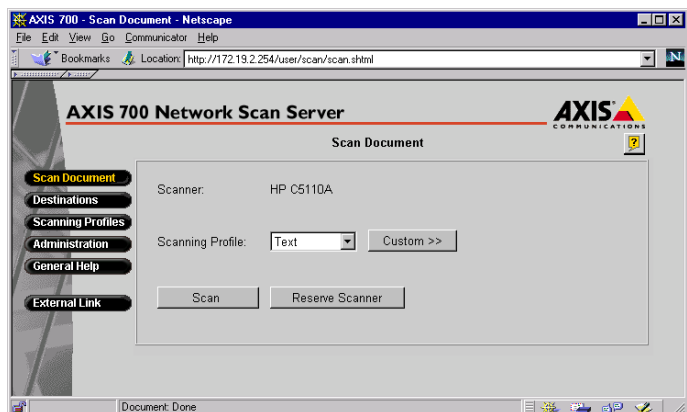 AXIS 700 - Scan Document - Netscape
File Edit View Go Communicator Help
Bookmarks Location: http://172.19.2.254/user/scan/scan.shtml
N
AXIS 700 Network Scan Server
AXIS
COMMUNICATIONS
Scan Document
?
Scan Document
Destinations
Scanning Profiles
Administration
General Help
External Link
Scanner: HP C5110A
Scanning Profile: Text Custom >>
Scan Reserve Scanner
Document: Done